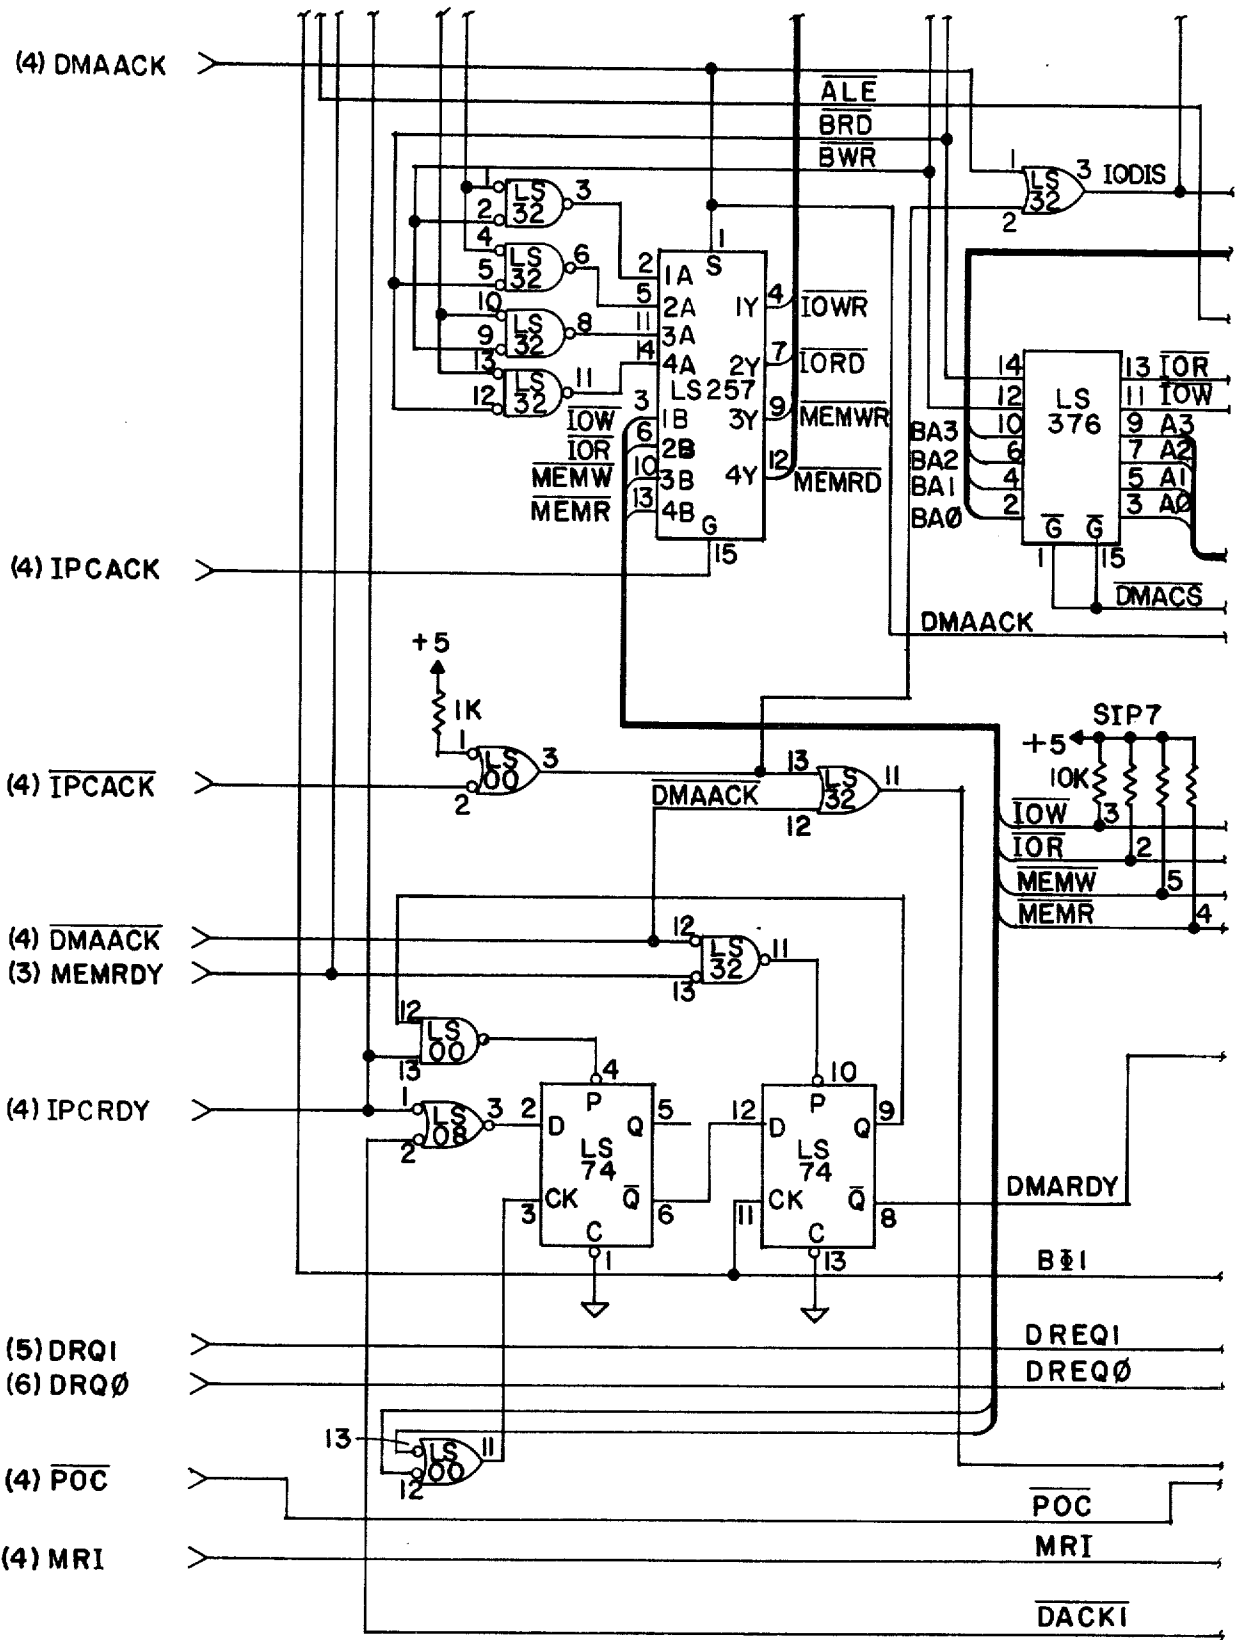 (4) DMAACK
ALE
BRD
BWR
1 LS 32 3
2
4 LS 32 6
5
10 LS 32 8
9
13 LS 32 11
12
1
S
2 1A
5 2A
11 3A
14 4A
LS257
IOW 3 1B
IOR 6 2B
MEMW 10 3B
MEMR 13 4B
G
15
1Y 4 IOWR
2Y 7 IORD
3Y 9 MEMWR
4Y 12 MEMRD
1 LS 32 3 IODIS
2
14 13 IOR
12 LS 376 11 IOW
BA3 10 9 A3
BA2 6 7 A2
BA1 4 5 A1
BAØ 2 3 AØ
G G
1 15
DMACS
DMAACK
(4) IPCACK
+5
1K
1 LS 00 3
2
(4) IPCACK
DMAACK
13 LS 32 11
12
SIP7
+5
10K
IOW 3
IOR 2
MEMW 5
MEMR 4
(4) DMAACK
(3) MEMRDY
12 LS 32 11
13
12 LS 00
13
(4) IPCRDY
1 LS 08 3
2
4
P
2 D Q 5
LS 74
3 CK Q 6
C
1
10
P
12 D Q 9
LS 74
11 CK Q 8
C
13
DMARDY
BΦ1
(5) DRQ1
DREQ1
(6) DRQØ
DREQØ
13 LS 00 11
12
(4) POC
POC
(4) MRI
MRI
DACK1